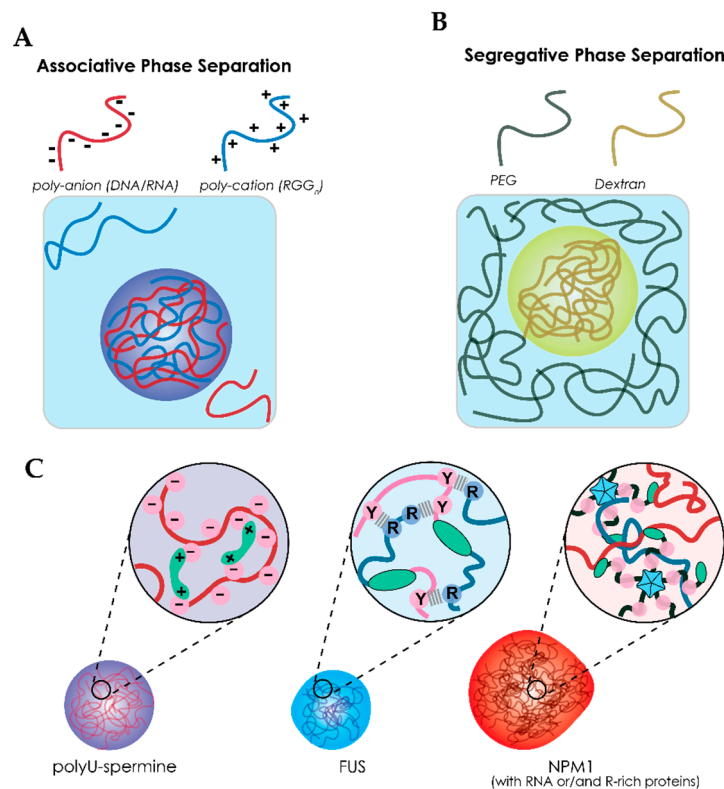 A
Associative Phase Separation
- - - - - - -
+ + + + + + + +
poly-anion (DNA/RNA)
poly-cation (RGGn)
B
Segregative Phase Separation
PEG
Dextran
C
- - - - - - - - - - -
+ + + +
Y Y R R Y R Y R
polyU-spermine
FUS
NPM1
(with RNA or/and R-rich proteins)